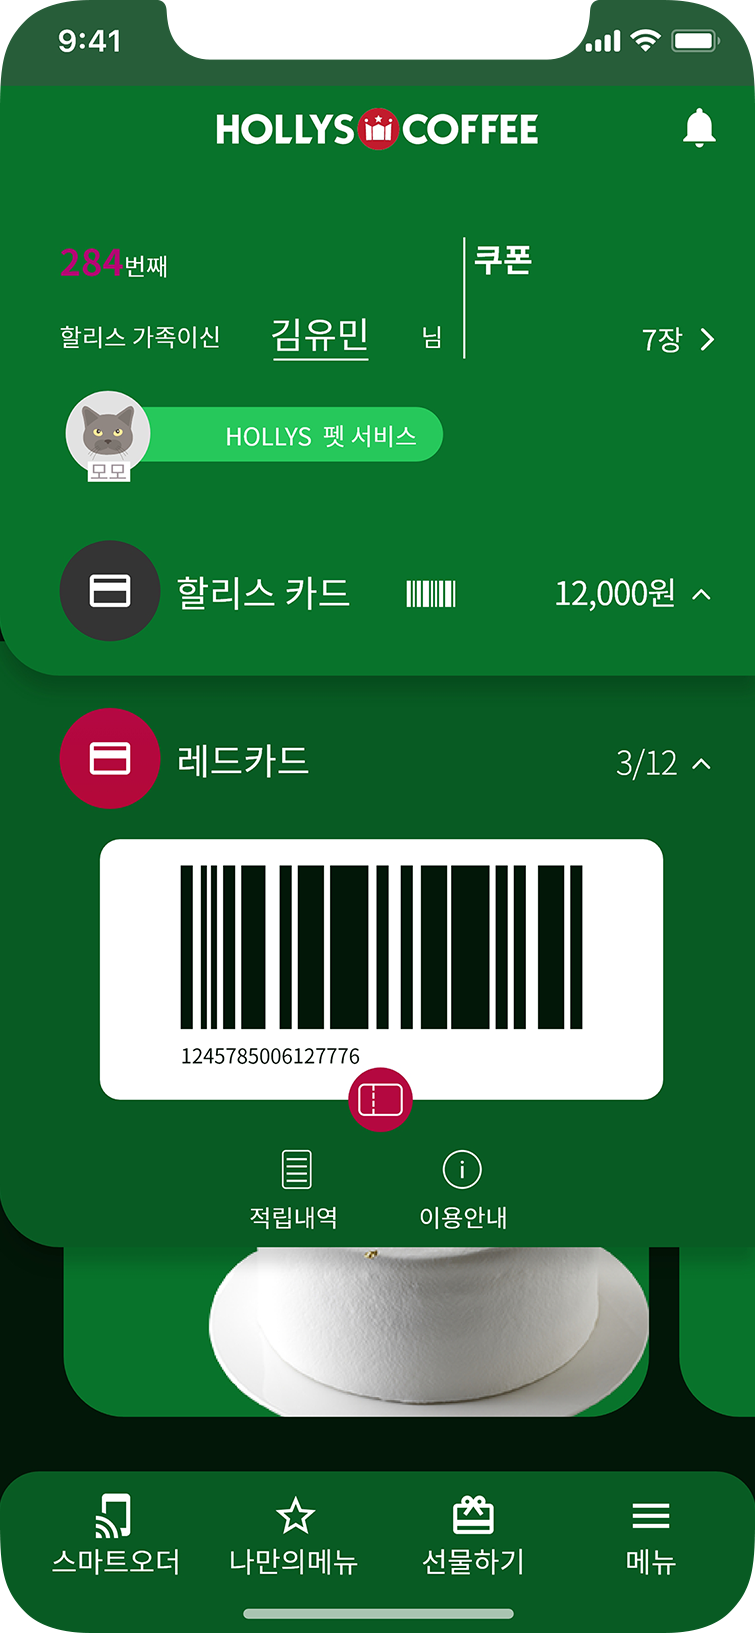 9:41
HOLLYS COFFEE
284번째
할리스 가족이신 김유민 님
쿠폰
7장
HOLLYS 펫 서비스
모모
할리스 카드 12,000원
레드카드 3/12
1245785006127776
적립내역 이용안내
스마트오더 나만의메뉴 선물하기 메뉴